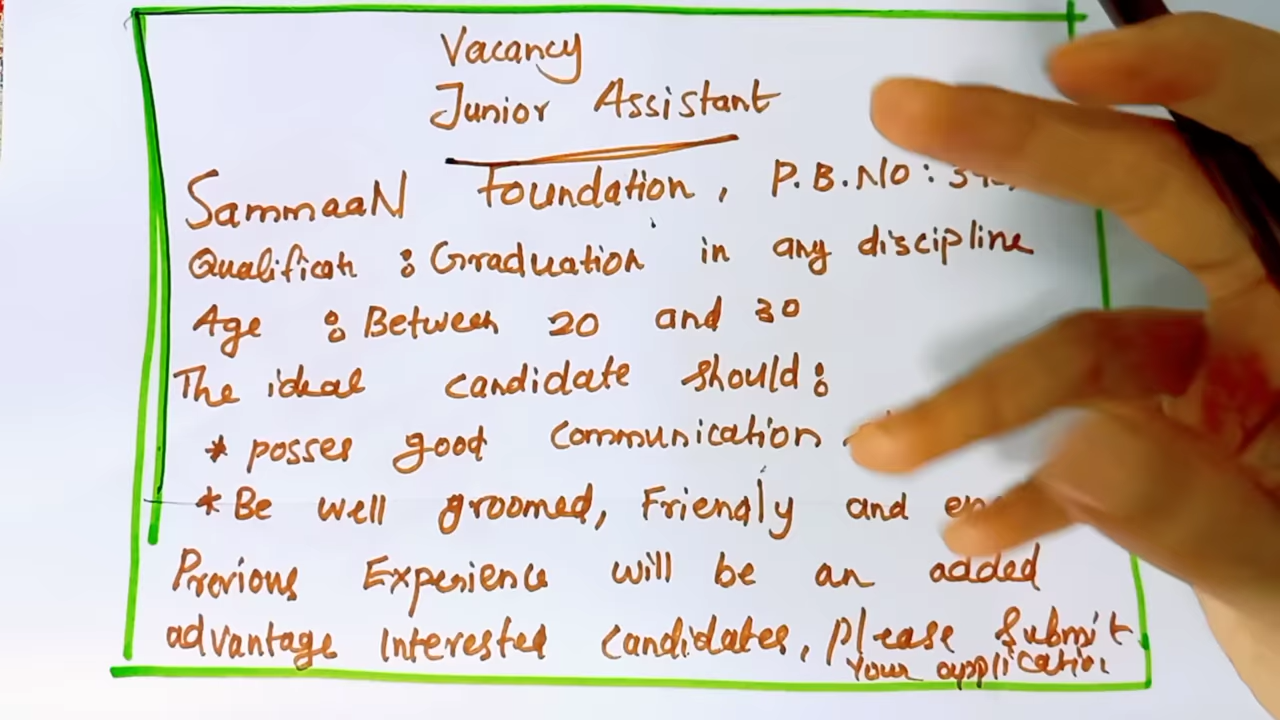 Vacancy
Junior Assistant
SammaaN Foundation, P.B.NO:
Qualificatn : Graduation in any discipline
Age : Between 20 and 30
The ideal candidate should :
* posses good communication
* Be well groomed, Friendly and
Previous Experience will be an added
advantage Interested candidates, please Submit
Your application